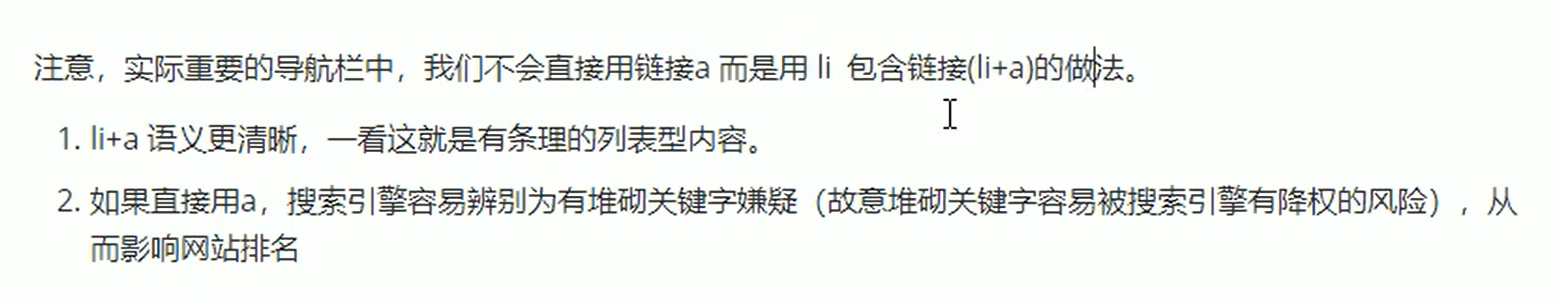 注意，实际重要的导航栏中，我们不会直接用链接a 而是用 li 包含链接(li+a)的做法。
1. li+a 语义更清晰，一看这就是有条理的列表型内容。
2. 如果直接用a，搜索引擎容易辨别为有堆砌关键字嫌疑（故意堆砌关键字容易被搜索引擎有降权的风险），从
而影响网站排名